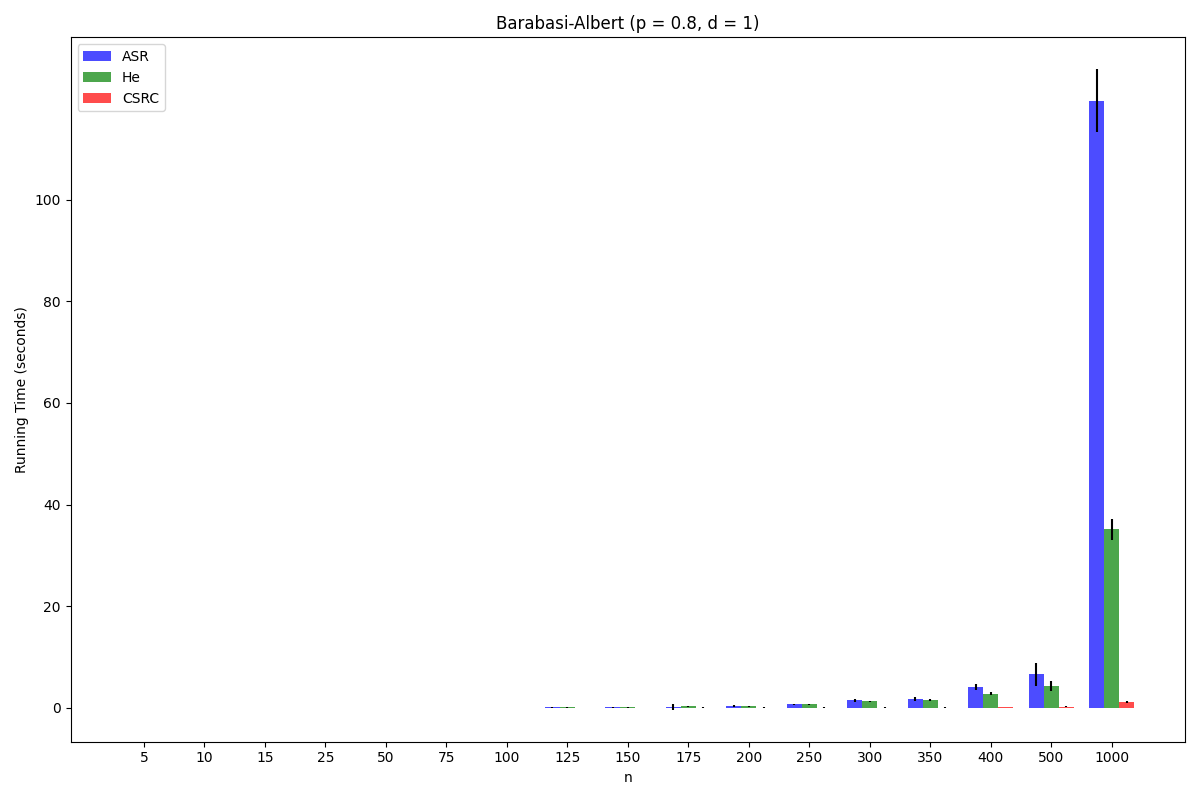 Barabasi-Albert (p = 0.8, d = 1)
ASR
He
CSRC
100
80
60
40
20
0
Running Time (seconds)
5 10 15 25 50 75 100 125 150 175 200 250 300 350 400 500 1000
n